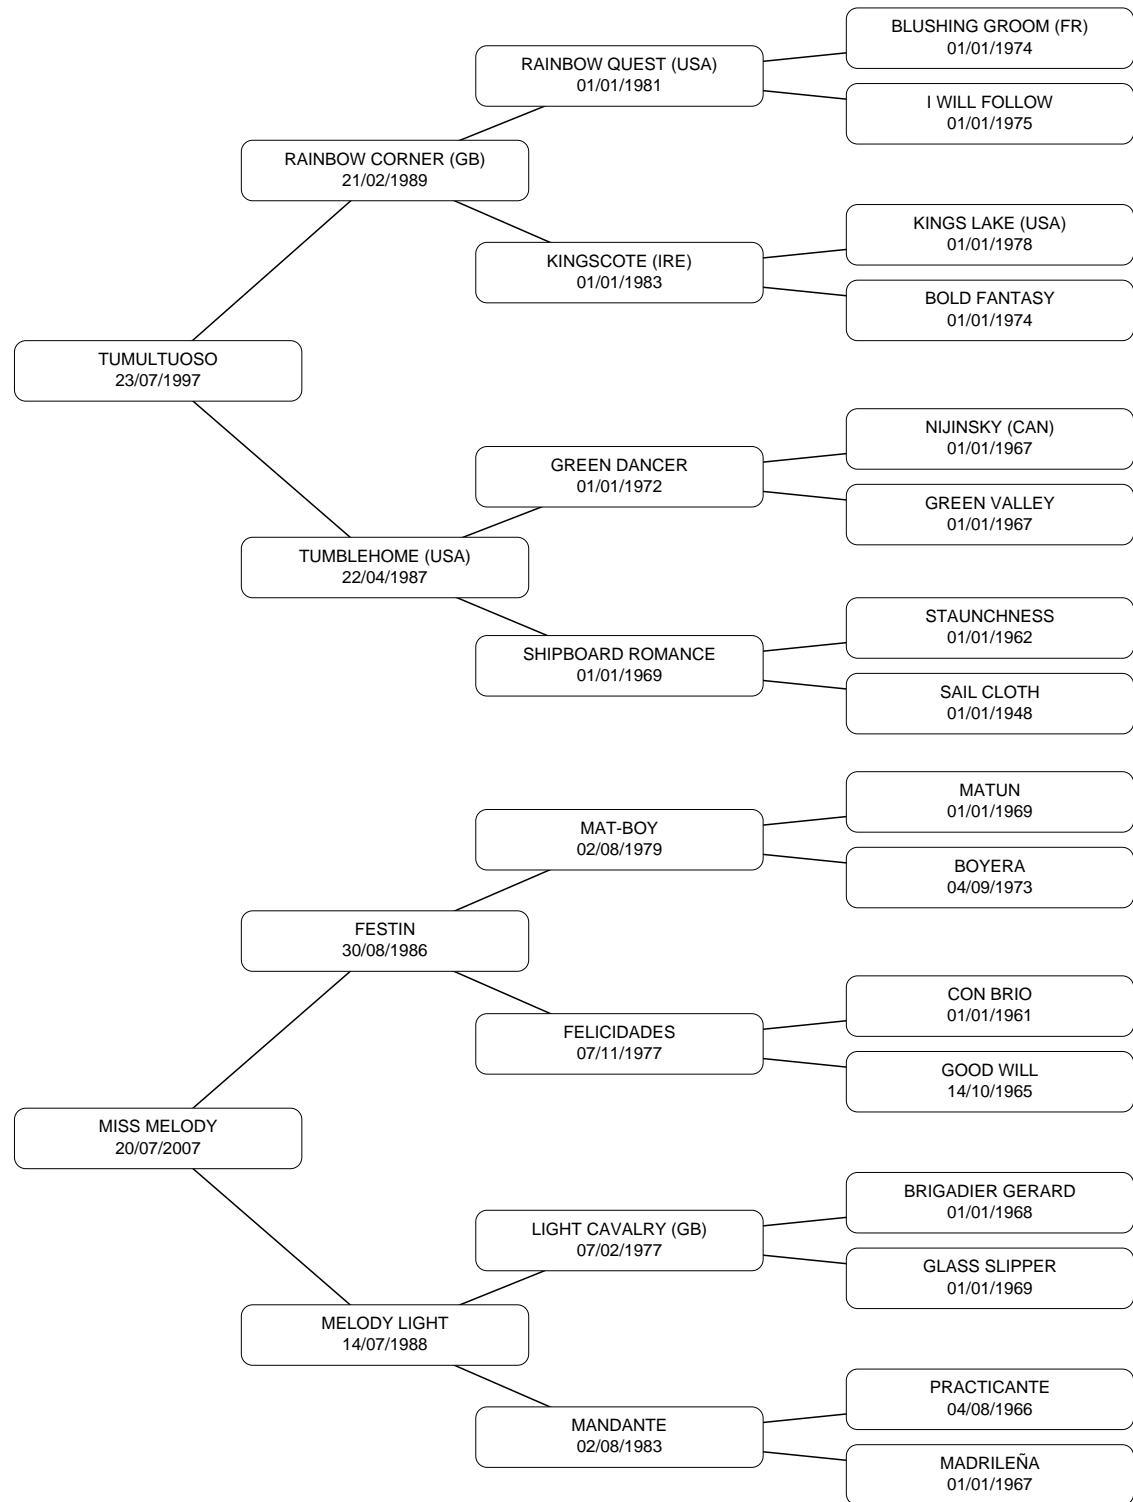 BLUSHING GROOM (FR)
01/01/1974
RAINBOW QUEST (USA)
01/01/1981
I WILL FOLLOW
01/01/1975
RAINBOW CORNER (GB)
21/02/1989
KINGS LAKE (USA)
01/01/1978
KINGSCOTE (IRE)
01/01/1983
BOLD FANTASY
01/01/1974
TUMULTUOSO
23/07/1997
NIJINSKY (CAN)
01/01/1967
GREEN DANCER
01/01/1972
GREEN VALLEY
01/01/1967
TUMBLEHOME (USA)
22/04/1987
STAUNCHNESS
01/01/1962
SHIPBOARD ROMANCE
01/01/1969
SAIL CLOTH
01/01/1948
MATUN
01/01/1969
MAT-BOY
02/08/1979
BOYERA
04/09/1973
FESTIN
30/08/1986
CON BRIO
01/01/1961
FELICIDADES
07/11/1977
GOOD WILL
14/10/1965
MISS MELODY
20/07/2007
BRIGADIER GERARD
01/01/1968
LIGHT CAVALRY (GB)
07/02/1977
GLASS SLIPPER
01/01/1969
MELODY LIGHT
14/07/1988
PRACTICANTE
04/08/1966
MANDANTE
02/08/1983
MADRILEÑA
01/01/1967